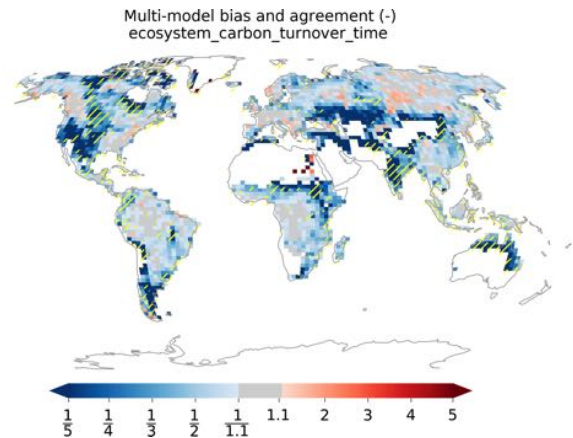 Multi-model bias and agreement (-)
ecosystem_carbon_turnover_time
1/5 1/4 1/3 1/2 1/1.1 1.1 2 3 4 5